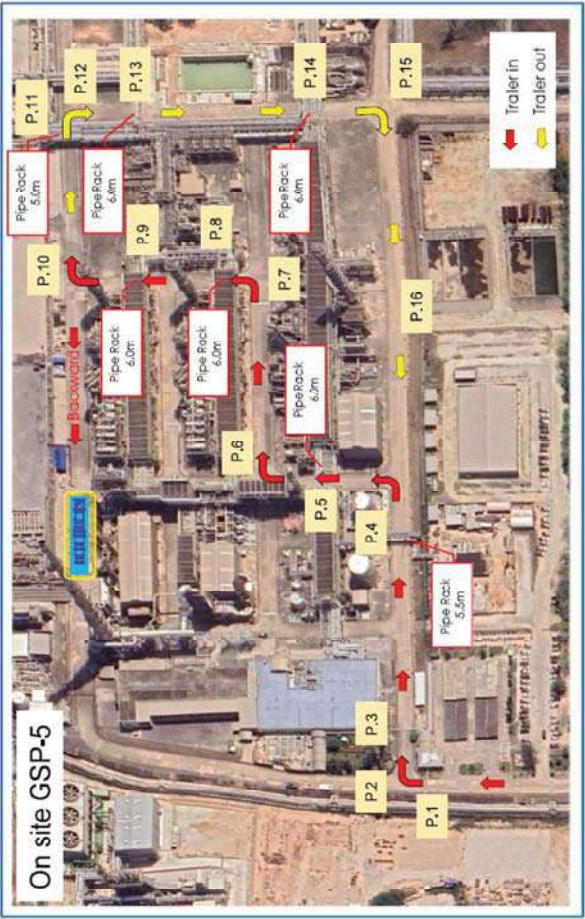 On site GSP-5
P.11
P.12
P.13
P.14
P.15
Pipe Rack
5.0m
Pipe Rack
6.0m
Pipe Rack
6.0m
Trailer in
Trailer out
P.10
P.9
P.8
P.7
Backward
Pipe Rack
6.0m
Pipe Rack
6.0m
Pipe Rack
6.0m
P.16
P.6
P.5
P.4
Pipe Rack
5.5m
P.3
P.2
P.1